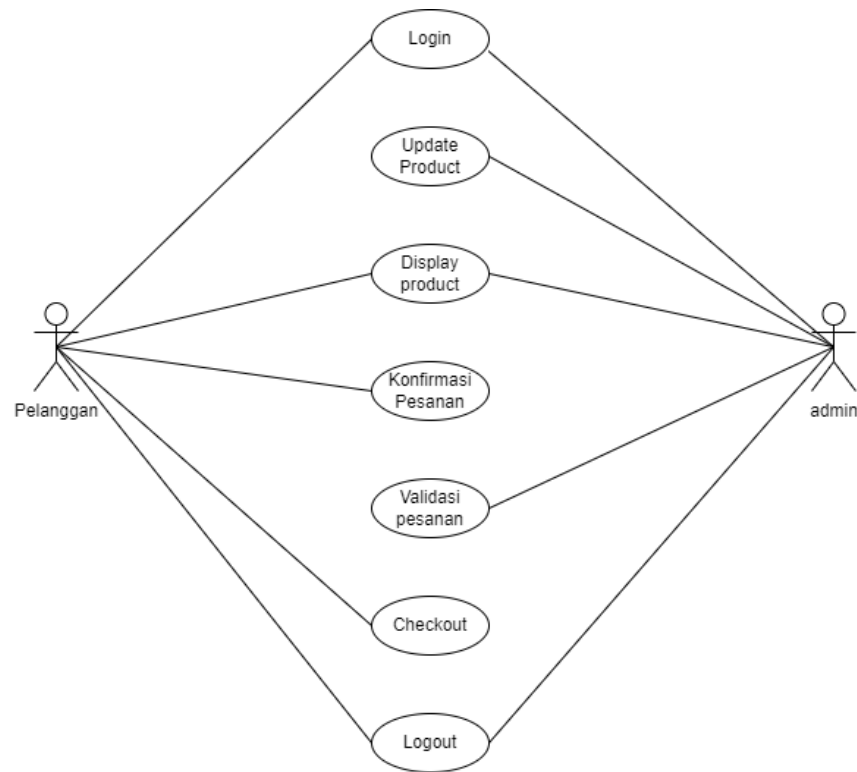 Login
Update
Product
Display
product
Konfirmasi
Pesanan
Pelanggan
admin
Validasi
pesanan
Checkout
Logout